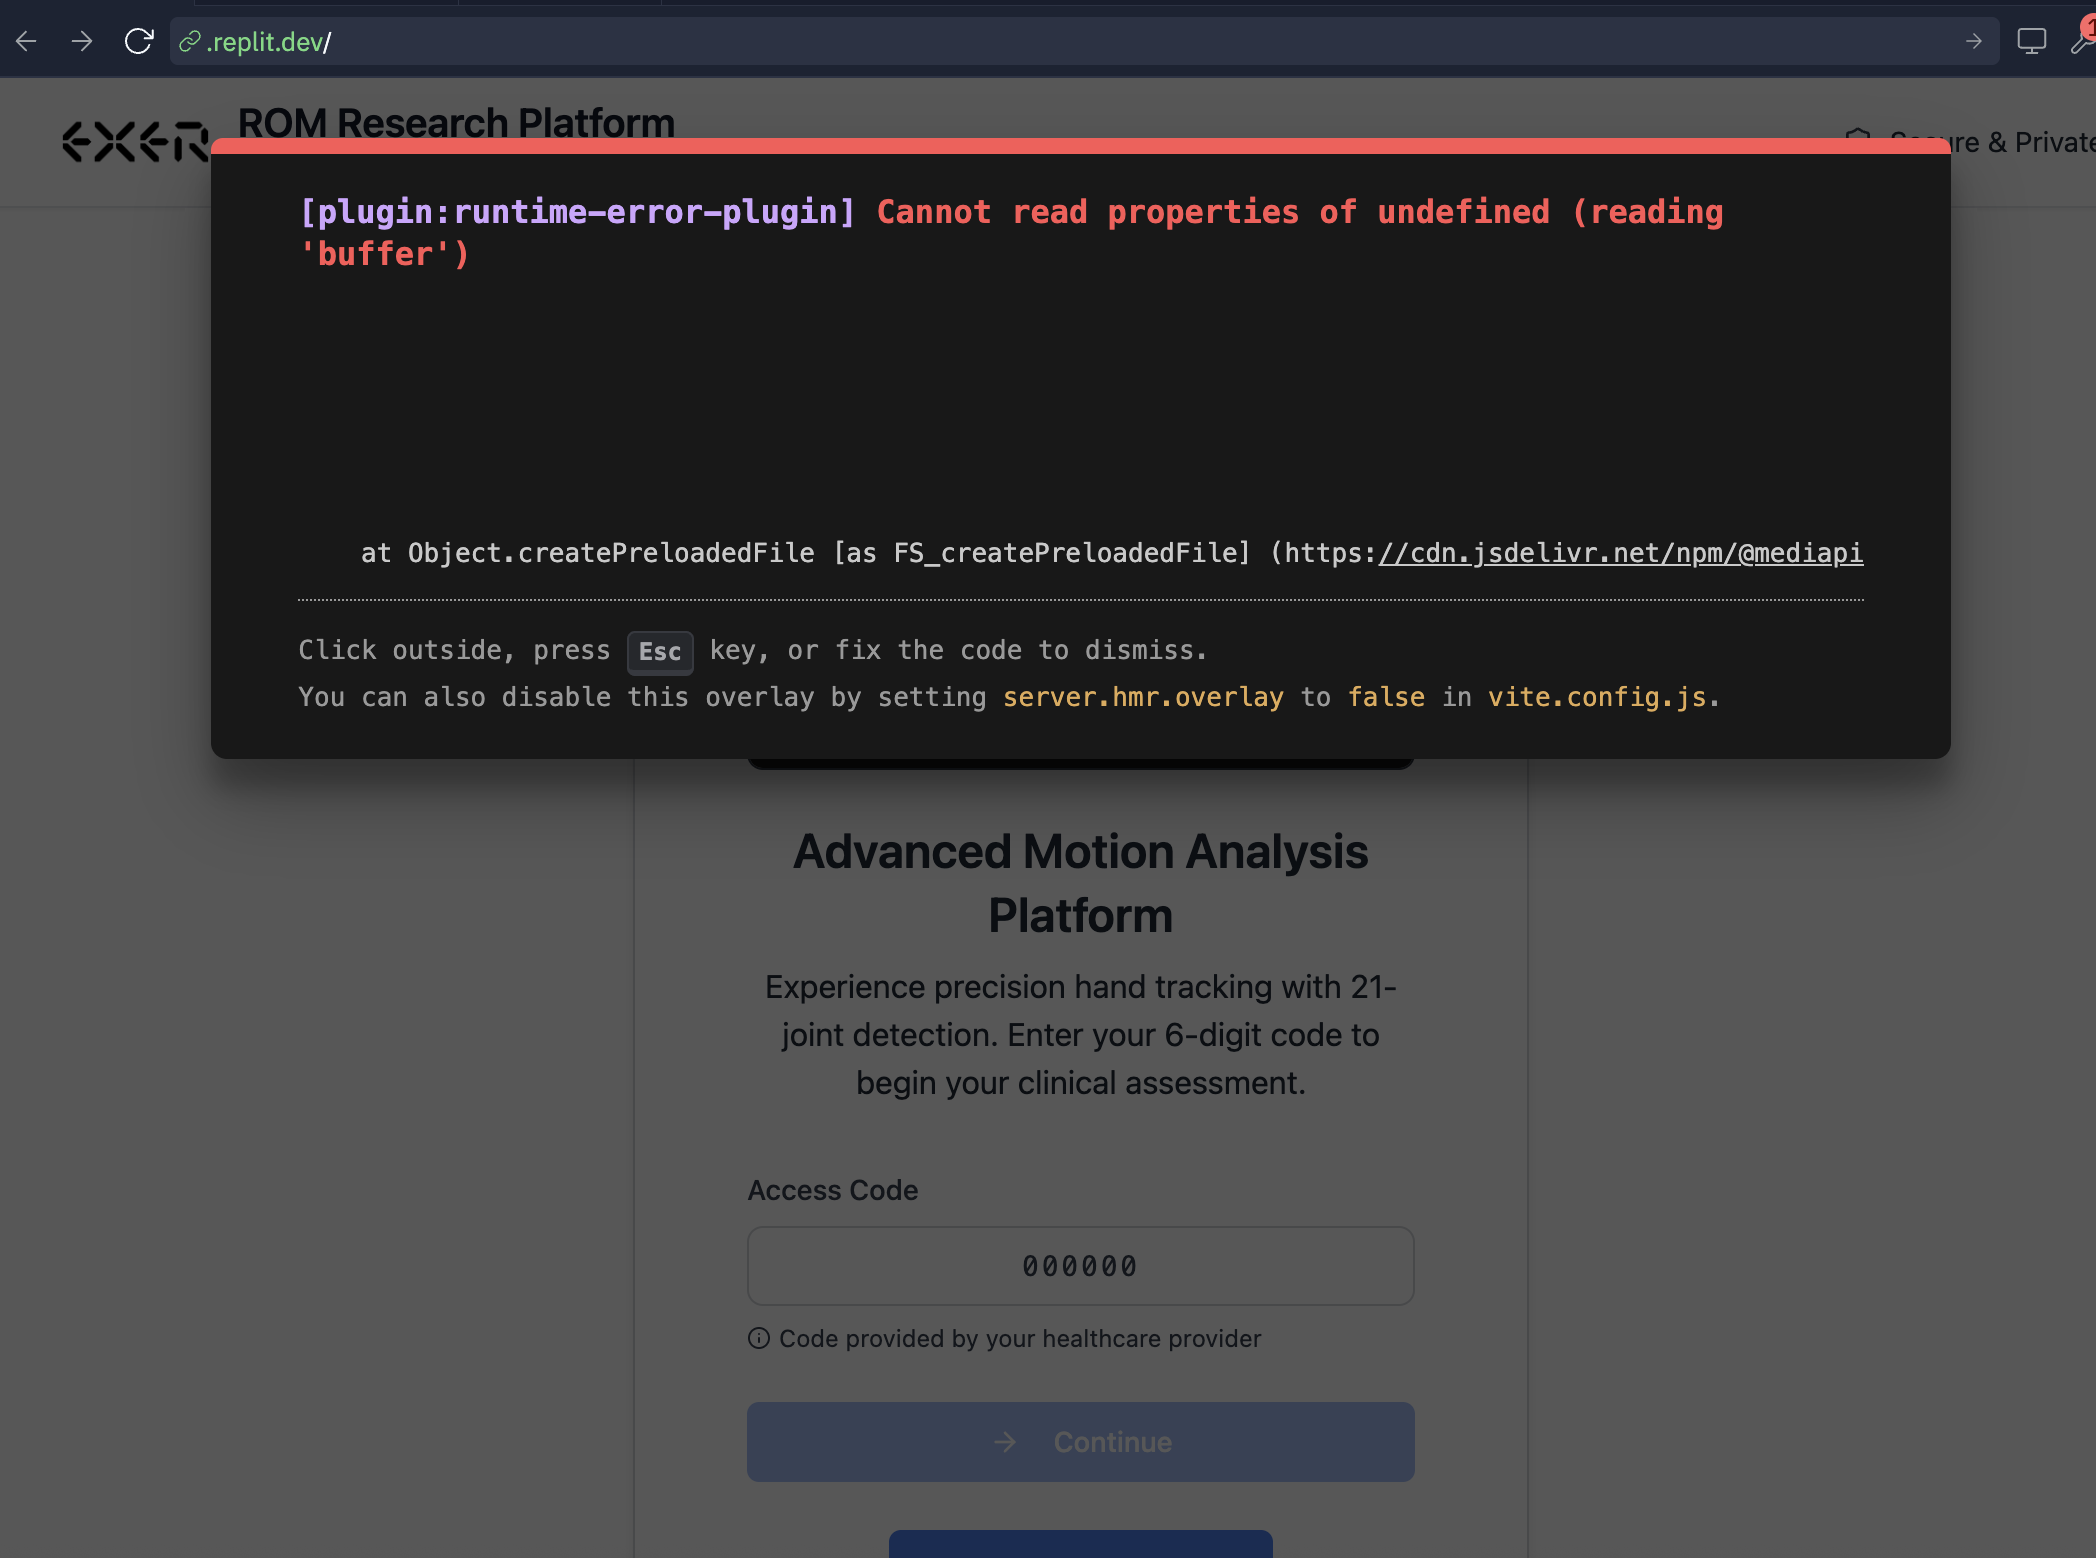 .replit.dev/
1
EXER
ROM Research Platform
Secure & Private
[plugin:runtime-error-plugin] Cannot read properties of undefined (reading
'buffer')
at Object.createPreloadedFile [as FS_createPreloadedFile] (https://cdn.jsdelivr.net/npm/@mediapi
Click outside, press Esc key, or fix the code to dismiss.
You can also disable this overlay by setting server.hmr.overlay to false in vite.config.js.
Advanced Motion Analysis
Platform
Experience precision hand tracking with 21-
joint detection. Enter your 6-digit code to
begin your clinical assessment.
Access Code
000000
Code provided by your healthcare provider
Continue